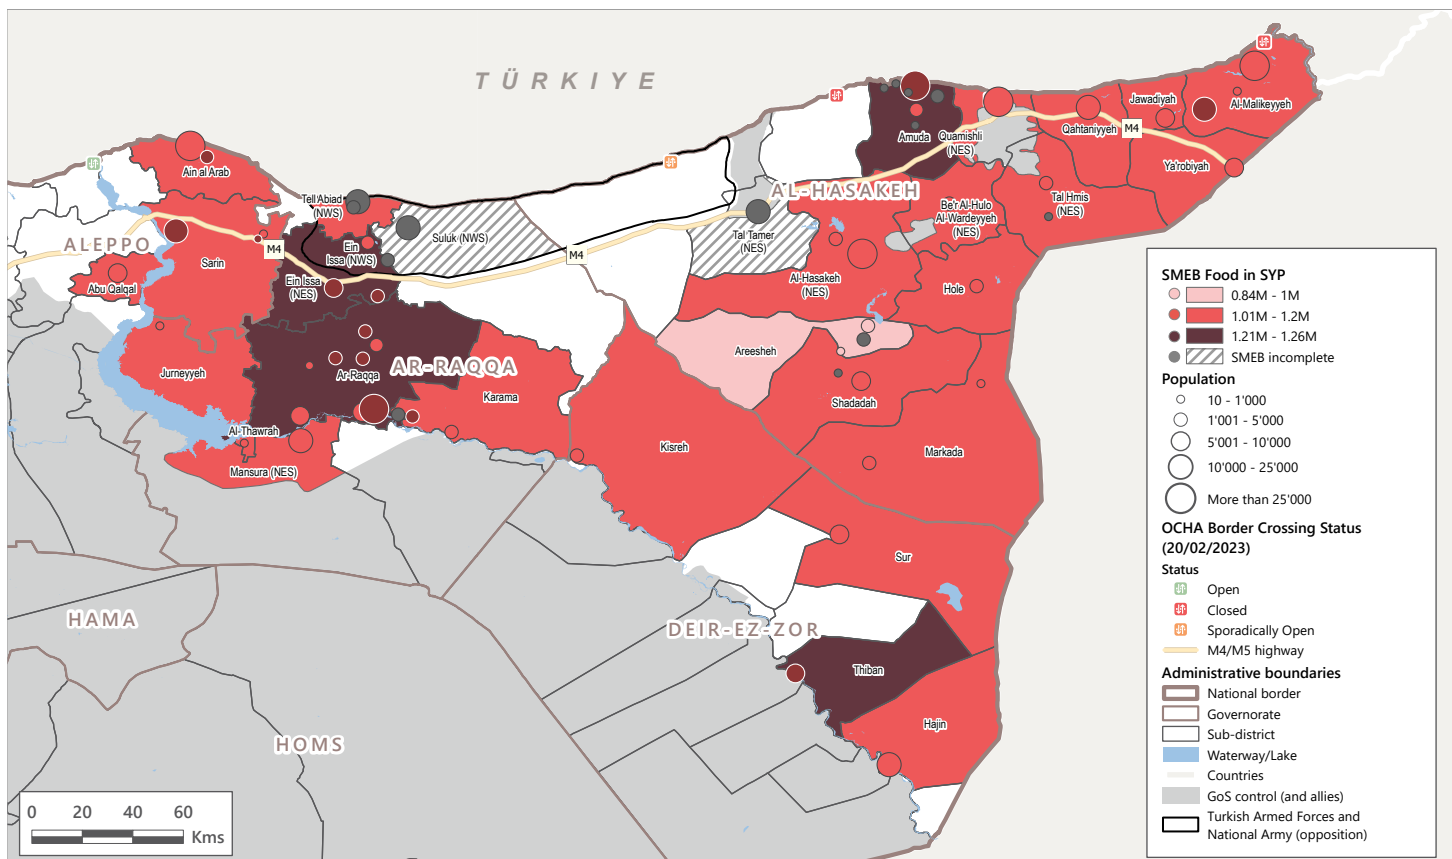 TÜRKIYE
Jawadiyah
Al-Malikeyyeh
Qahtaniyyeh
M4
Amuda
Quamishli
(NES)
Ya'robiyah
Ain al Arab
AL-HASAKEH
Tell Abiad
(NWS)
Tal Hmis
(NES)
Be'r Al-Hulo
Al-Wardeyyeh
(NES)
Suluk (NWS)
Tal Tamer
(NES)
ALEPPO
M4
Ein
Issa (NWS)
M4
Sarin
Ein Issa
(NES)
Abu Qalqal
Al-Hasakeh
(NES)
Hole
Areesheh
AR-RAQQA
Jurneyyeh
Ar-Raqqa
Karama
Shadadah
Al-Thawrah
Mansura (NES)
Kisreh
Markada
Sur
HAMA
DEIR-EZ-ZOR
Thiban
Hajin
HOMS
0 20 40 60
Kms
SMEB Food in SYP
0.84M - 1M
1.01M - 1.2M
1.21M - 1.26M
SMEB incomplete
Population
10 - 1'000
1'001 - 5'000
5'001 - 10'000
10'000 - 25'000
More than 25'000
OCHA Border Crossing Status
(20/02/2023)
Status
Open
Closed
Sporadically Open
M4/M5 highway
Administrative boundaries
National border
Governorate
Sub-district
Waterway/Lake
Countries
GoS control (and allies)
Turkish Armed Forces and
National Army (opposition)